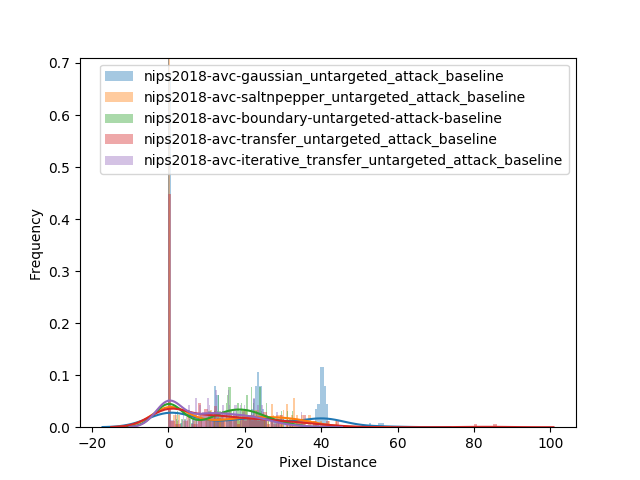 0.7
0.6
0.5
0.4
0.3
0.2
0.1
0.0
Frequency
nips2018-avc-gaussian_untargeted_attack_baseline
nips2018-avc-saltnpepper_untargeted_attack_baseline
nips2018-avc-boundary-untargeted-attack-baseline
nips2018-avc-transfer_untargeted_attack_baseline
nips2018-avc-iterative_transfer_untargeted_attack_baseline
−20 0 20 40 60 80 100
Pixel Distance